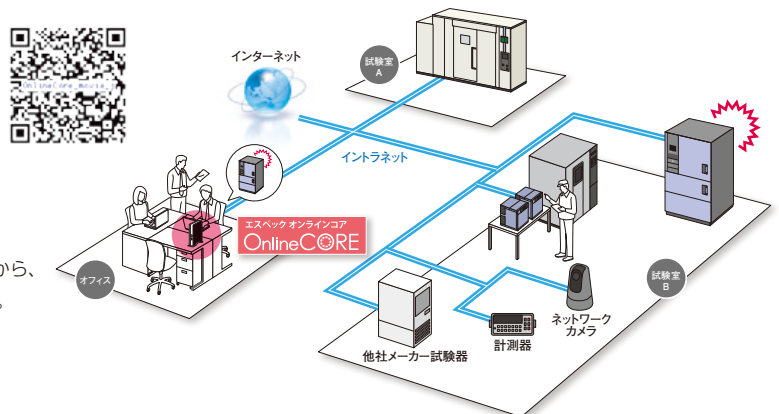 OnlineCore_movie_j
インターネット
試験室
A
イントラネット
エスペック オンラインコア
OnlineCORE
から、
。
オフィス
試験室
B
ネットワーク
カメラ
計測器
他社メーカー試験器